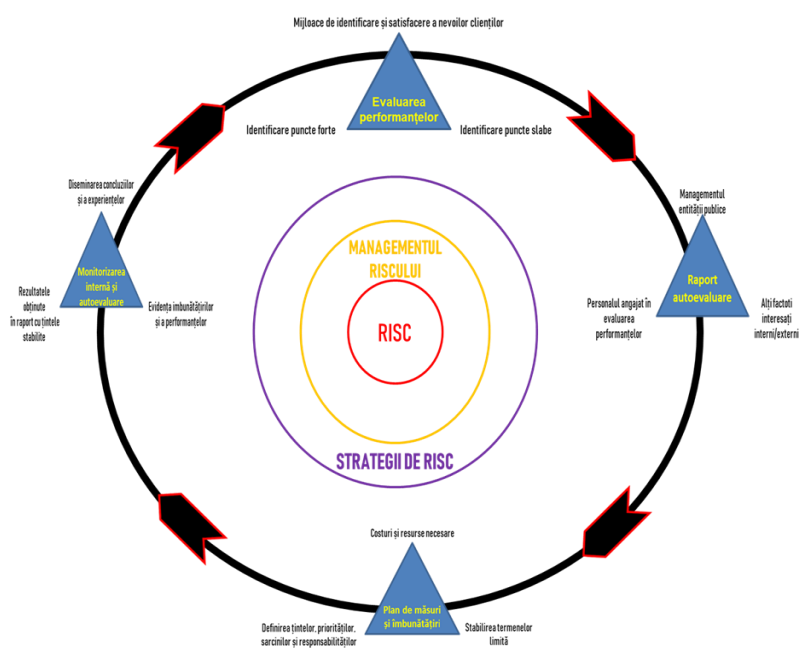 Mijloace de identificare și satisfacere a nevoilor clienților
Evaluarea
performanțelor
Identificare puncte forte
Identificare puncte slabe
Diseminarea concluziilor
și a experiențelor
Managementul
entității publice
Monitorizarea
internă și
autoevaluare
Raport
autoevaluare
Rezultatele
obținute
în raport cu țintele
stabilite
Evidența imbunătățirilor
și a performanțelor
Personalul angajat în
evaluarea
performanțelor
Alți factoti
interesați
interni/externi
MANAGEMENTUL
RISCULUI
RISC
STRATEGII DE RISC
Costuri și resurse necesare
Plan de măsuri
și îmbunătățiri
Definirea țintelor, priorităților,
sarcinilor și responsabilităților
Stabilirea termenelor
limită